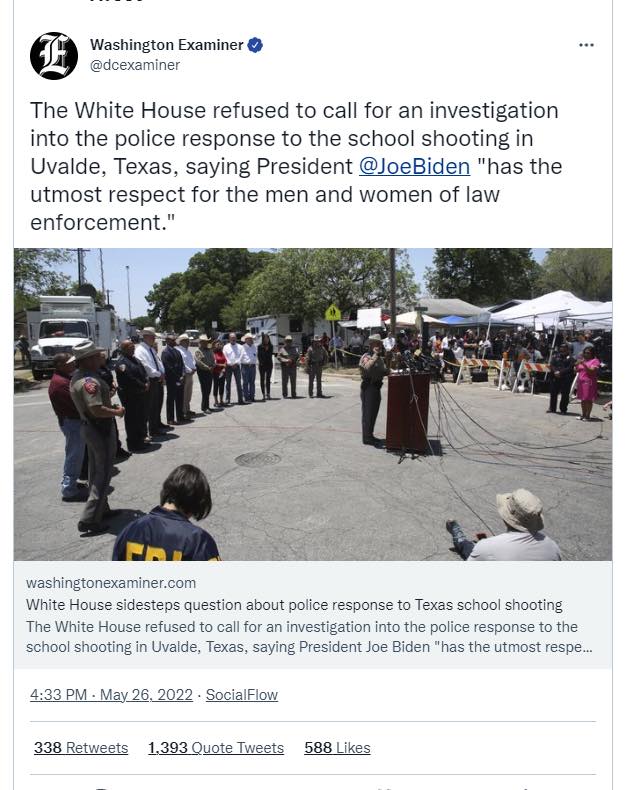 Washington Examiner
@dcexaminer
The White House refused to call for an investigation
into the police response to the school shooting in
Uvalde, Texas, saying President @JoeBiden "has the
utmost respect for the men and women of law
enforcement."
FBI
washingtonexaminer.com
White House sidesteps question about police response to Texas school shooting
The White House refused to call for an investigation into the police response to the
school shooting in Uvalde, Texas, saying President Joe Biden "has the utmost respe...
4:33 PM · May 26, 2022 · SocialFlow
338 Retweets 1,393 Quote Tweets 588 Likes